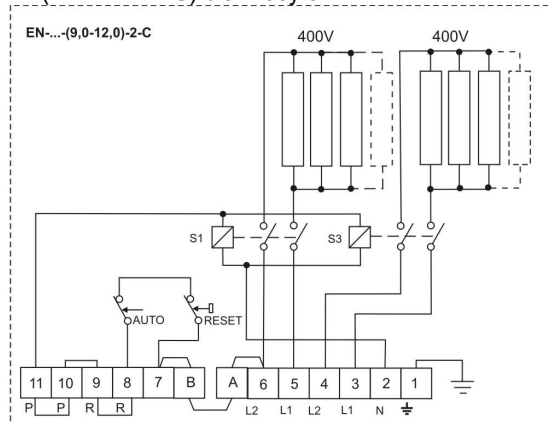 EN-...-(9,0-12,0)-2-C
400V 400V
S1 S3
AUTO RESET
11 10 9 8 7 B A 6 5 4 3 2 1
P P R R L2 L1 L2 L1 N